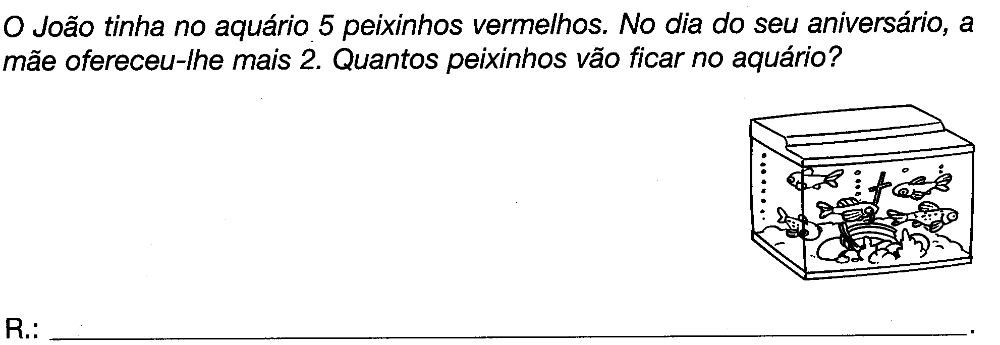 O João tinha no aquário 5 peixinhos vermelhos. No dia do seu aniversário, a
mãe ofereceu-lhe mais 2. Quantos peixinhos vão ficar no aquário?
R.: ______________________________.